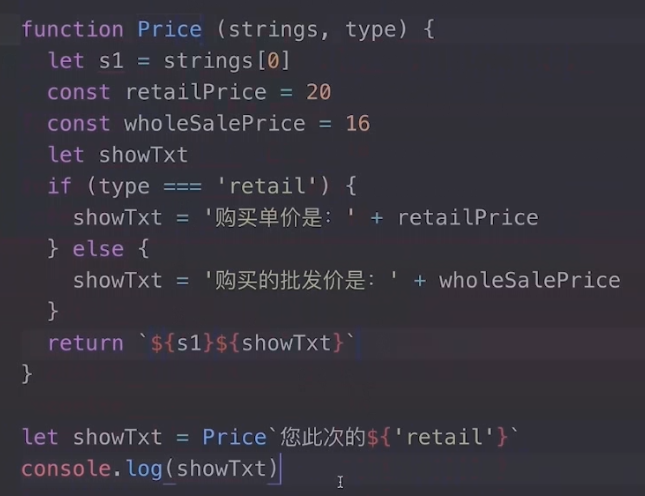 function Price (strings, type) {
let s1 = strings[0]
const retailPrice = 20
const wholeSalePrice = 16
let showTxt
if (type === 'retail') {
showTxt = '购买单价是：' + retailPrice
} else {
showTxt = '购买的批发价是：' + wholeSalePrice
}
return `${s1}${showTxt}`
}
let showTxt = Price`您此次的${'retail'}`
console.log(showTxt)